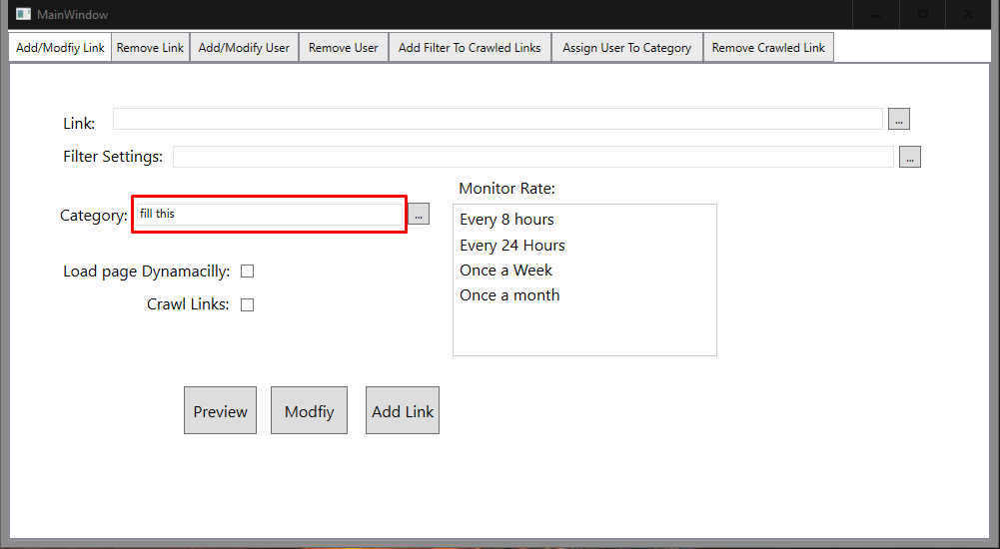 MainWindow
Add/Modfiy Link Remove Link Add/Modify User Remove User Add Filter To Crawled Links Assign User To Category Remove Crawled Link
Link: ...
Filter Settings: ...
Monitor Rate:
Category: fill this ...
Every 8 hours
Every 24 Hours
Once a Week
Once a month
Load page Dynamacilly:
Crawl Links:
Preview Modfiy Add Link